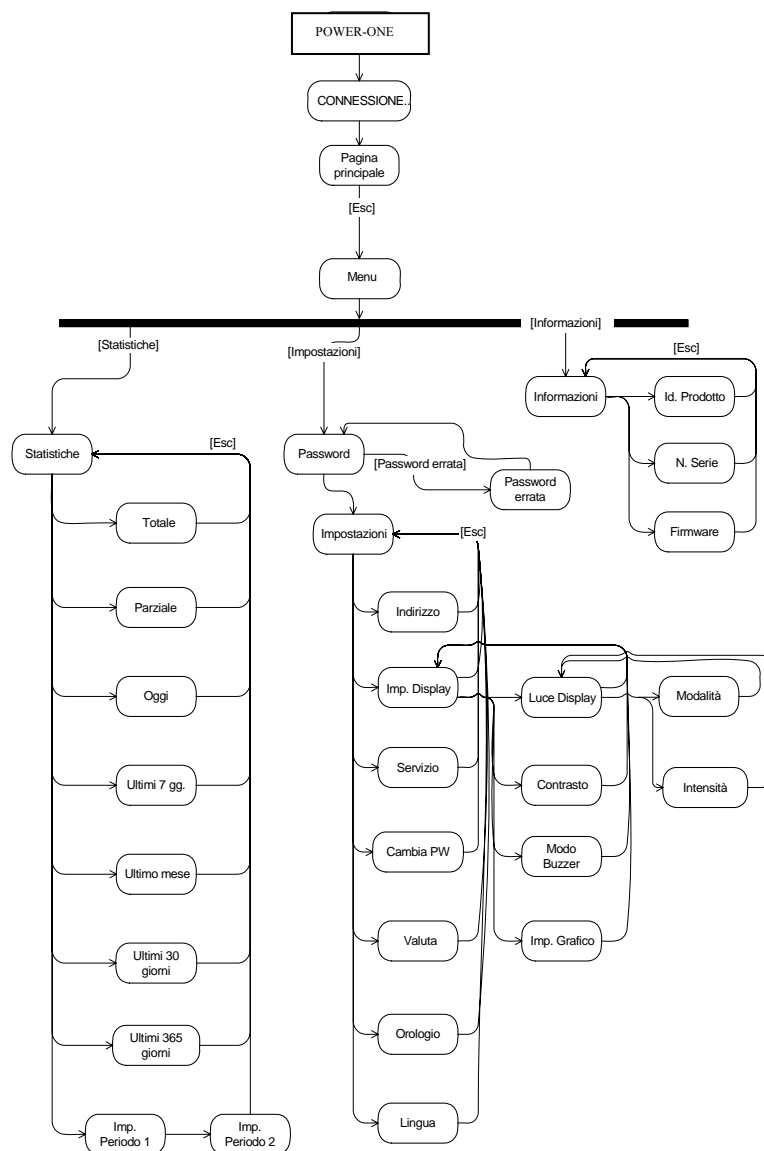 POWER-ONE
CONNESSIONE..
Pagina
principale
[Esc]
Menu
[Statistiche]
[Impostazioni]
[Informazioni]
[Esc]
Informazioni
Id. Prodotto
N. Serie
Firmware
Statistiche
[Esc]
Totale
Parziale
Oggi
Ultimi 7 gg.
Ultimo mese
Ultimi 30
giorni
Ultimi 365
giorni
Imp.
Periodo 1
Imp.
Periodo 2
Password
[Password errata]
Password
errata
Impostazioni
[Esc]
Indirizzo
Imp. Display
Servizio
Cambia PW
Valuta
Orologio
Lingua
Luce Display
Contrasto
Modo
Buzzer
Imp. Grafico
Modalità
Intensità